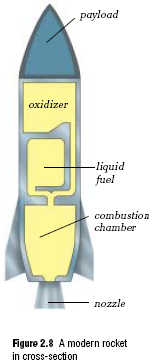 payload
oxidizer
liquid
fuel
combustion
chamber
nozzle
Figure 2.8 A modern rocket
in cross-section